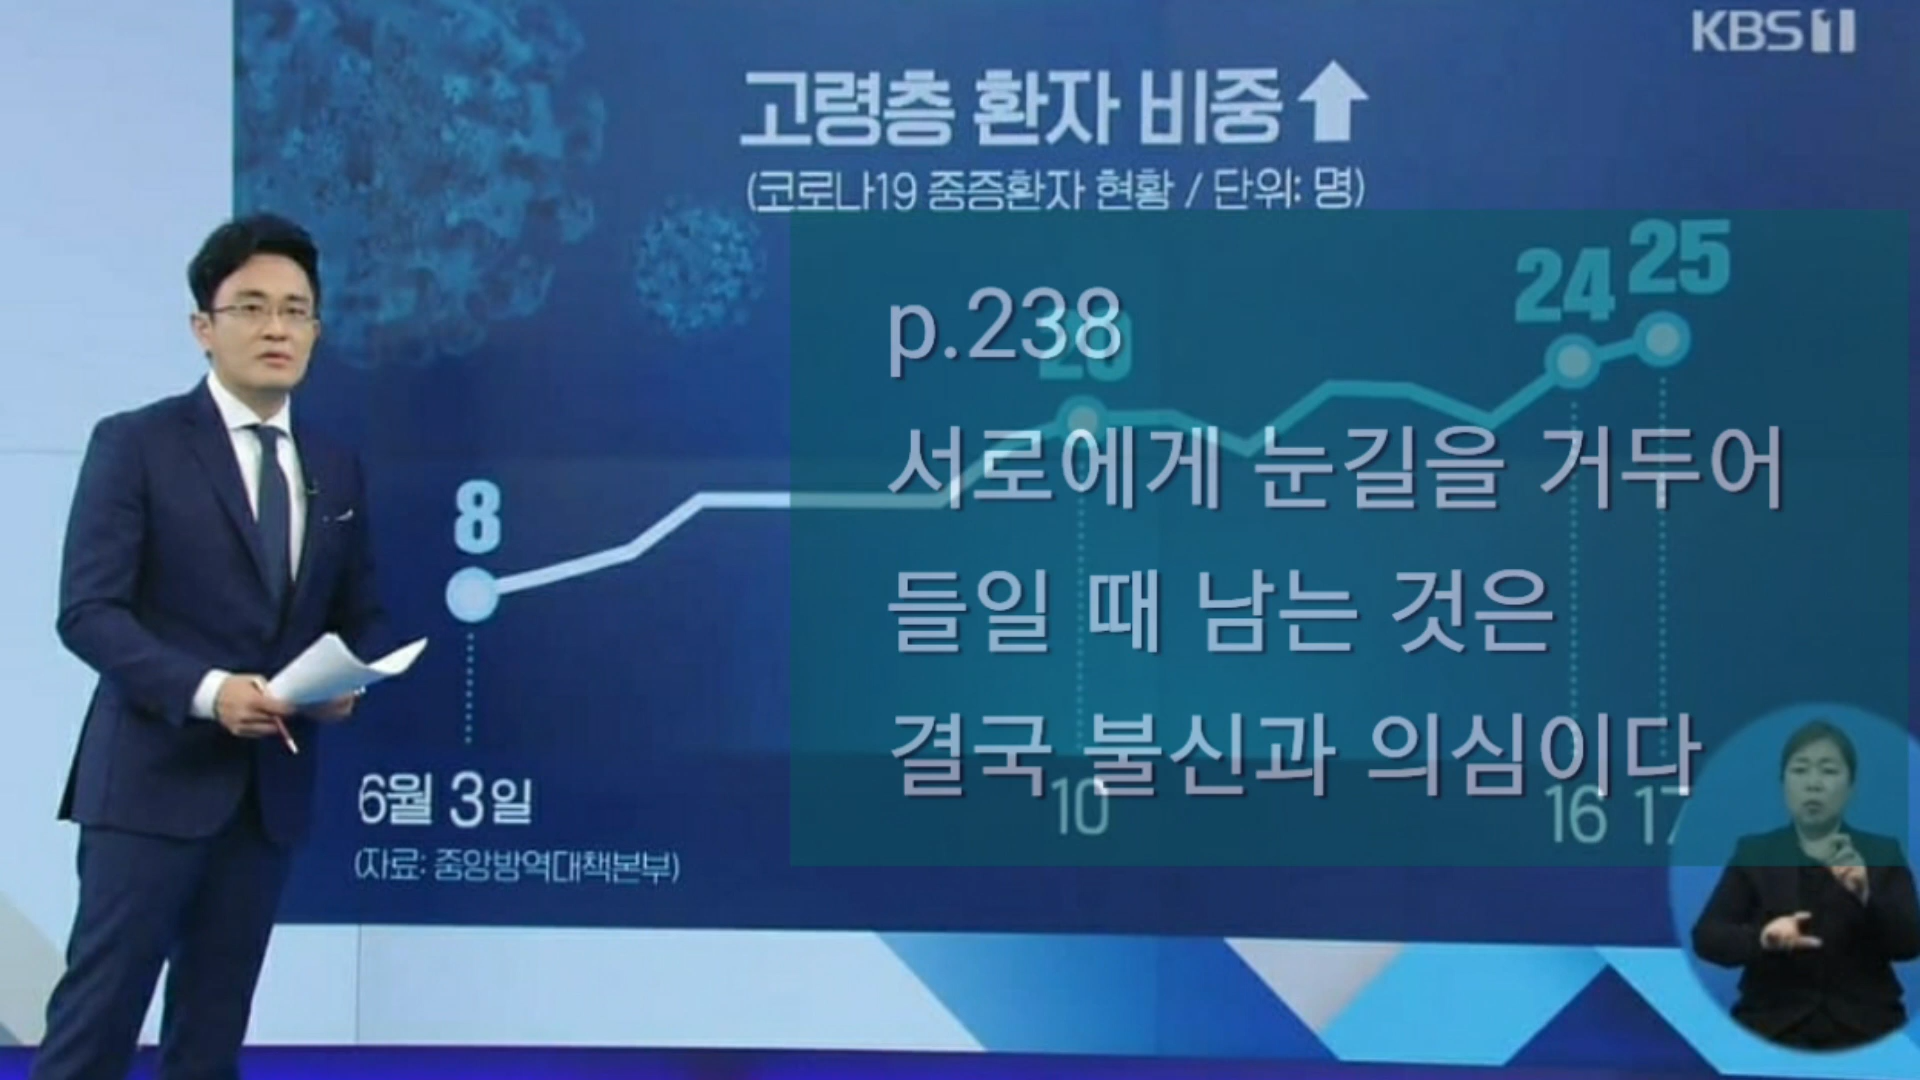 KBS 1
고령층 환자 비중
(코로나19 중증환자 현황 / 단위: 명)
24 25
p.238
20
서로에게 눈길을 거두어
8
들일 때 남는 것은
결국 불신과 의심이다
6월 3일
10
16 17
(자료: 중앙방역대책본부)